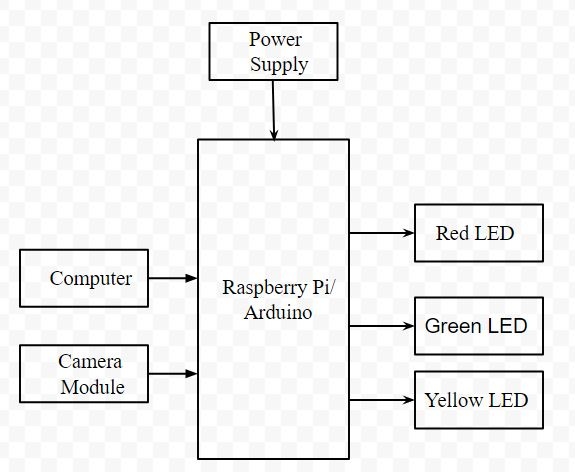 Power
Supply
Red LED
Computer
Raspberry Pi/
Arduino
Green LED
Camera
Module
Yellow LED